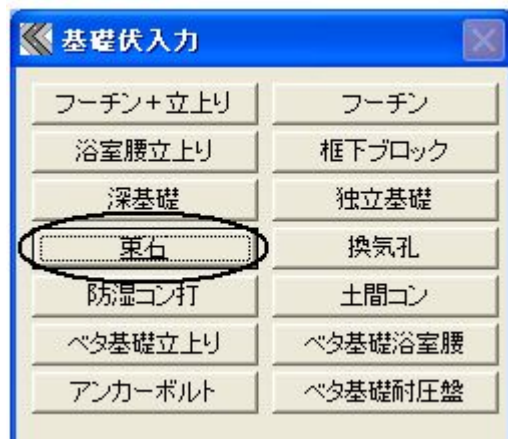 基礎伏入力
フーチン+立上り フーチン
浴室腰立上り 框下ブロック
深基礎 独立基礎
束石 換気孔
防湿コン打 土間コン
ベタ基礎立上り ベタ基礎浴室腰
アンカーボルト ベタ基礎耐圧盤